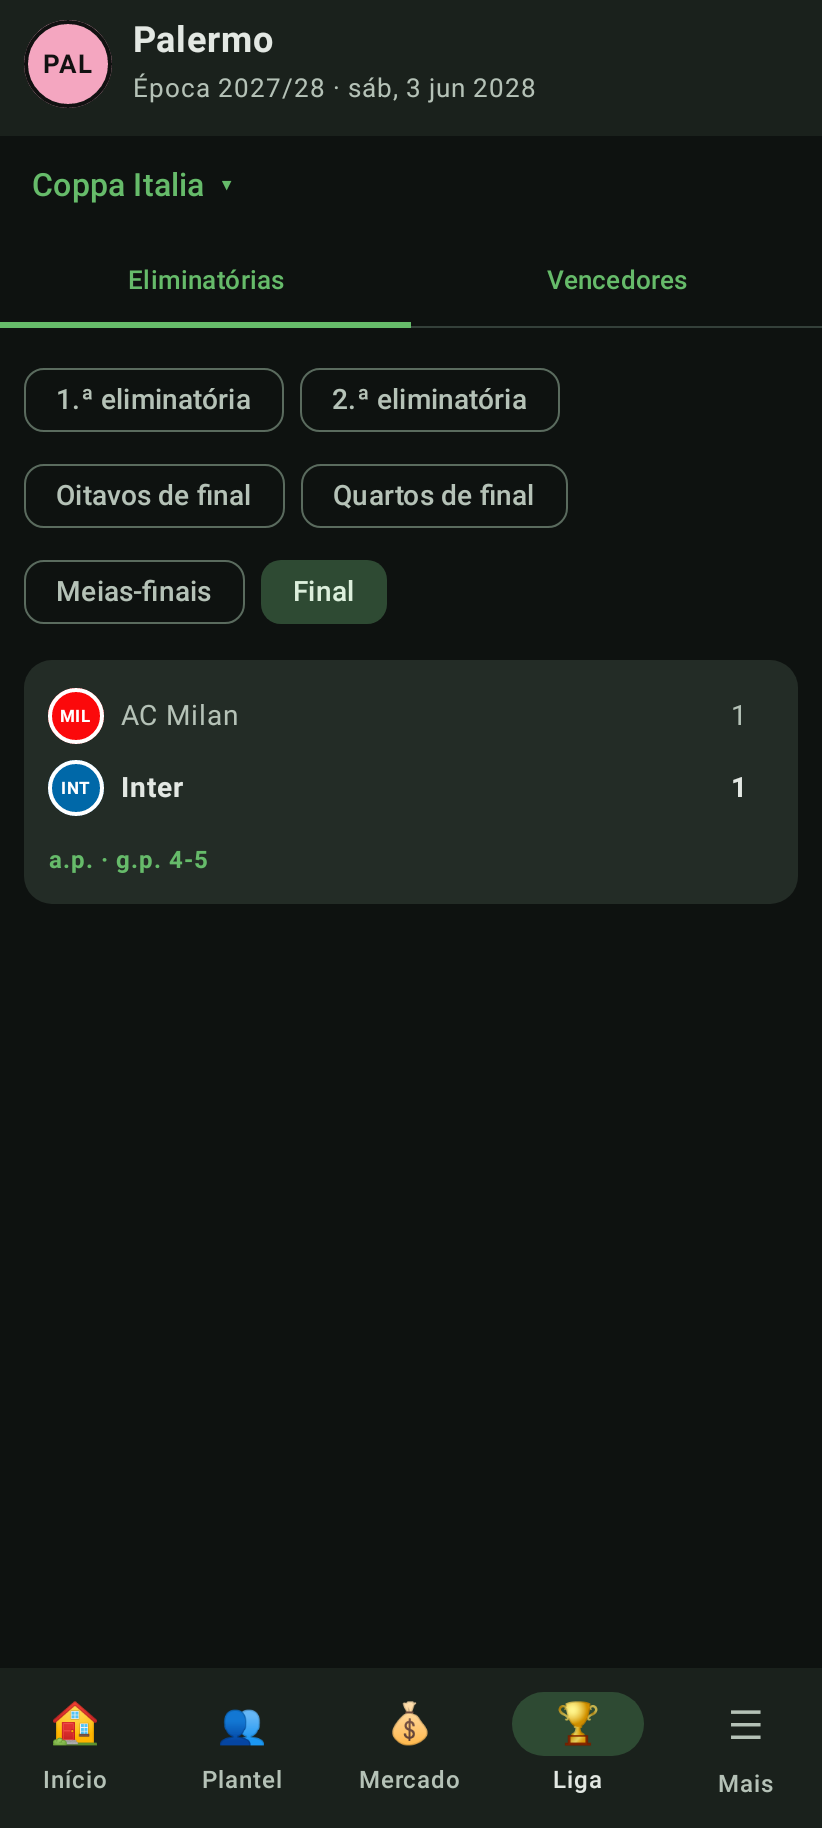 PAL
Palermo
Época 2027/28 · sáb, 3 jun 2028
Coppa Italia ▼
Eliminatórias
Vencedores
1.ª eliminatória
2.ª eliminatória
Oitavos de final
Quartos de final
Meias-finais
Final
MIL AC Milan 1
INT Inter 1
a.p. · g.p. 4-5
Início
Plantel
Mercado
Liga
Mais